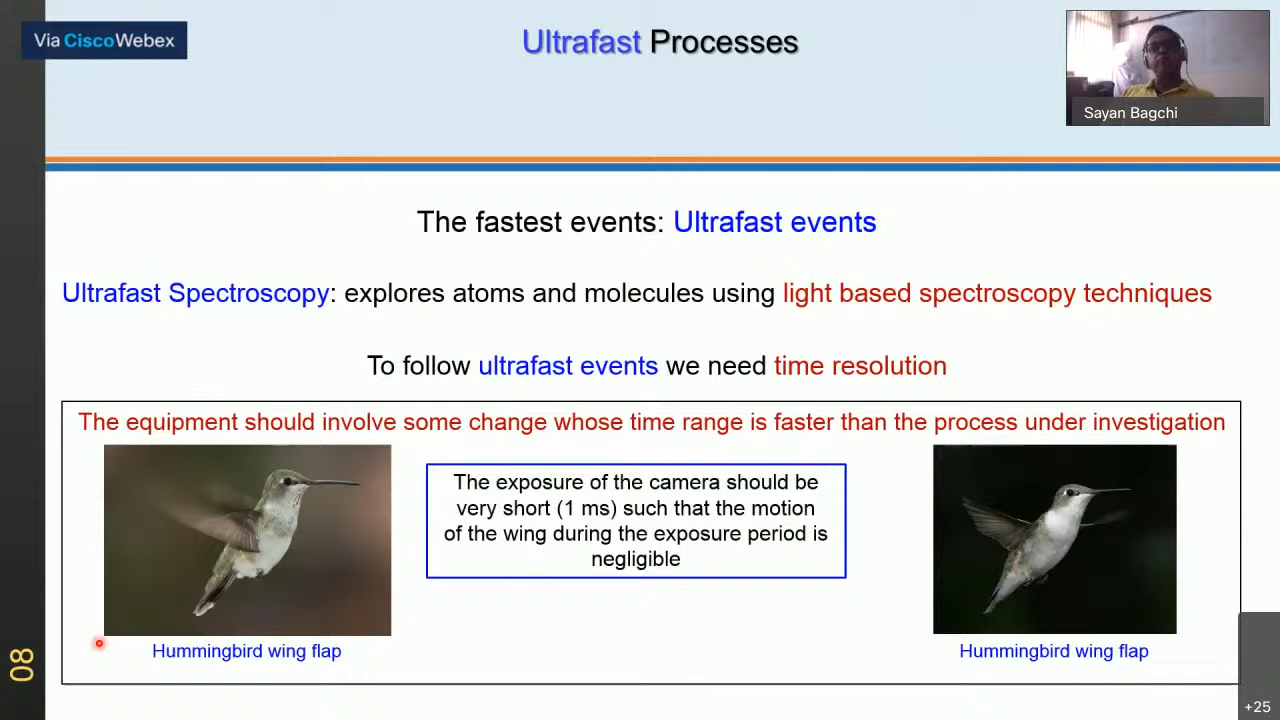 Via Cisco Webex
Ultrafast Processes
Sayan Bagchi
The fastest events: Ultrafast events
Ultrafast Spectroscopy: explores atoms and molecules using light based spectroscopy techniques
To follow ultrafast events we need time resolution
The equipment should involve some change whose time range is faster than the process under investigation
The exposure of the camera should be
very short (1 ms) such that the motion
of the wing during the exposure period is
negligible
Hummingbird wing flap
Hummingbird wing flap
08
+25